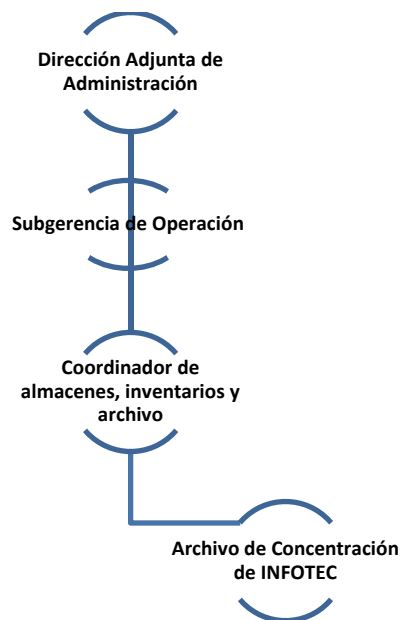 Dirección Adjunta de
Administración
Subgerencia de Operación
Coordinador de
almacenes, inventarios y
archivo
Archivo de Concentración
de INFOTEC